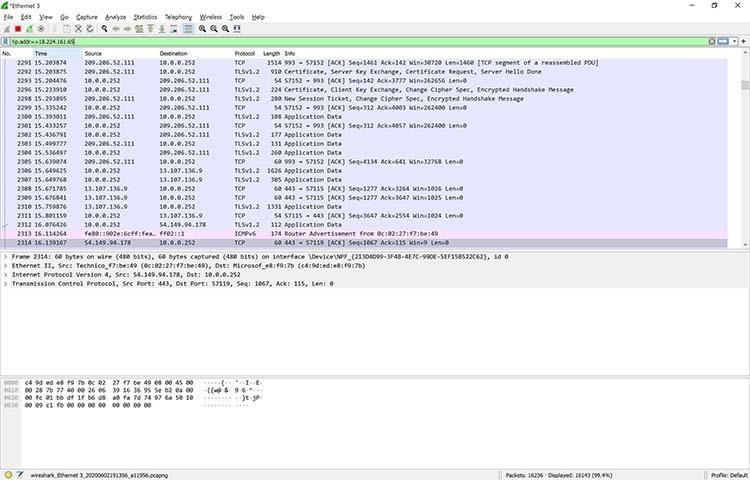 *Ethernet 3
File Edit View Go Capture Analyze Statistics Telephony Wireless Tools Help
!ip.addr==18.224.161.65
No. Time Source Destination Protocol Length Info
2291 15.203874 209.206.52.111 10.0.0.252 TCP 1514 993 → 57152 [ACK] Seq=1461 Ack=142 Win=30720 Len=1460 [TCP segment of a reassembled PDU]
2292 15.203875 209.206.52.111 10.0.0.252 TLSv1.2 910 Certificate, Server Key Exchange, Certificate Request, Server Hello Done
2293 15.204476 10.0.0.252 209.206.52.111 TCP 54 57152 → 993 [ACK] Seq=142 Ack=3777 Win=262656 Len=0
2296 15.233910 10.0.0.252 209.206.52.111 TLSv1.2 224 Certificate, Client Key Exchange, Change Cipher Spec, Encrypted Handshake Message
2298 15.293895 209.206.52.111 10.0.0.252 TLSv1.2 280 New Session Ticket, Change Cipher Spec, Encrypted Handshake Message
2299 15.335242 10.0.0.252 209.206.52.111 TCP 54 57152 → 993 [ACK] Seq=312 Ack=4003 Win=262400 Len=0
2300 15.393011 209.206.52.111 10.0.0.252 TLSv1.2 108 Application Data
2301 15.433257 10.0.0.252 209.206.52.111 TCP 54 57152 → 993 [ACK] Seq=312 Ack=4057 Win=262400 Len=0
2302 15.436791 10.0.0.252 209.206.52.111 TLSv1.2 177 Application Data
2303 15.499777 209.206.52.111 10.0.0.252 TLSv1.2 131 Application Data
2304 15.536497 10.0.0.252 209.206.52.111 TLSv1.2 260 Application Data
2305 15.639074 209.206.52.111 10.0.0.252 TCP 60 993 → 57152 [ACK] Seq=4134 Ack=641 Win=32768 Len=0
2306 15.649625 10.0.0.252 13.107.136.9 TLSv1.2 1626 Application Data
2307 15.649768 10.0.0.252 13.107.136.9 TLSv1.2 305 Application Data
2308 15.671785 13.107.136.9 10.0.0.252 TCP 60 443 → 57115 [ACK] Seq=1277 Ack=3264 Win=1026 Len=0
2309 15.676841 13.107.136.9 10.0.0.252 TCP 60 443 → 57115 [ACK] Seq=1277 Ack=3647 Win=1025 Len=0
2310 15.759876 13.107.136.9 10.0.0.252 TLSv1.2 1331 Application Data
2311 15.801159 10.0.0.252 13.107.136.9 TCP 54 57115 → 443 [ACK] Seq=3647 Ack=2554 Win=1024 Len=0
2312 16.076426 10.0.0.252 54.149.94.178 TLSv1.2 112 Application Data
2313 16.114264 fe80::902e:6cff:fea… ff02::1 ICMPv6 174 Router Advertisement from 0c:02:27:f7:be:49
2314 16.139167 54.149.94.178 10.0.0.252 TCP 60 443 → 57119 [ACK] Seq=1067 Ack=115 Win=9 Len=0
Frame 2314: 60 bytes on wire (480 bits), 60 bytes captured (480 bits) on interface \Device\NPF_{213D4D99-3F4B-4E7C-99DE-5EF15B522C62}, id 0
Ethernet II, Src: Technico_f7:be:49 (0c:02:27:f7:be:49), Dst: Microsof_e8:f9:7b (c4:9d:ed:e8:f9:7b)
Internet Protocol Version 4, Src: 54.149.94.178, Dst: 10.0.0.252
Transmission Control Protocol, Src Port: 443, Dst Port: 57119, Seq: 1067, Ack: 115, Len: 0
0000 c4 9d ed e8 f9 7b 0c 02 27 f7 be 49 08 00 45 00 ·····{·· '··I··E·
0010 00 28 7b 77 40 00 26 06 39 16 36 95 5e b2 0a 00 ·({w@·&· 9·6·^···
0020 00 fc 01 bb df 1f b6 d8 a0 fa 7d 74 97 6a 50 10 ········ ··}t·jP·
0030 00 09 c1 fb 00 00 00 00 00 00 00 00 ········ ····
wireshark_Ethernet 3_20200602191356_a11956.pcapng Packets: 16236 · Displayed: 16143 (99.4%) Profile: Default